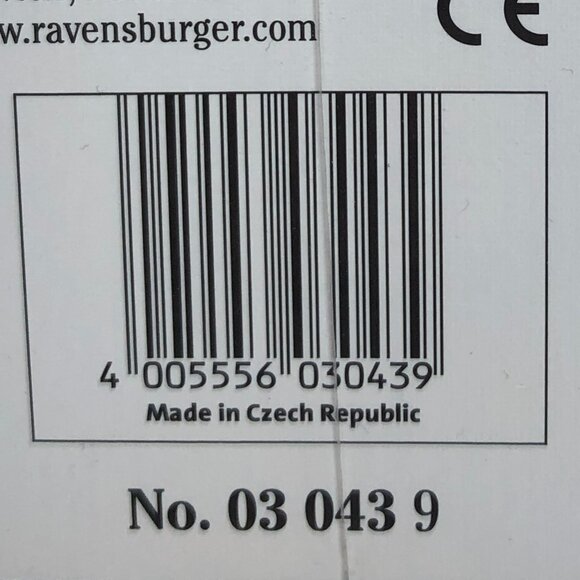 w.ravensburger.com
CE
4 005556 030439
Made in Czech Republic
No. 03 043 9